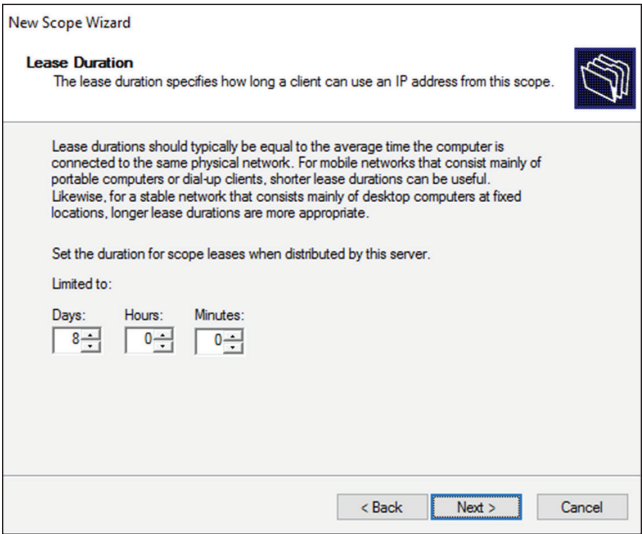 New Scope Wizard
Lease Duration
The lease duration specifies how long a client can use an IP address from this scope.
Lease durations should typically be equal to the average time the computer is
connected to the same physical network. For mobile networks that consist mainly of
portable computers or dial-up clients, shorter lease durations can be useful.
Likewise, for a stable network that consists mainly of desktop computers at fixed
locations, longer lease durations are more appropriate.
Set the duration for scope leases when distributed by this server.
Limited to:
Days: Hours: Minutes:
8 0 0
< Back Next > Cancel